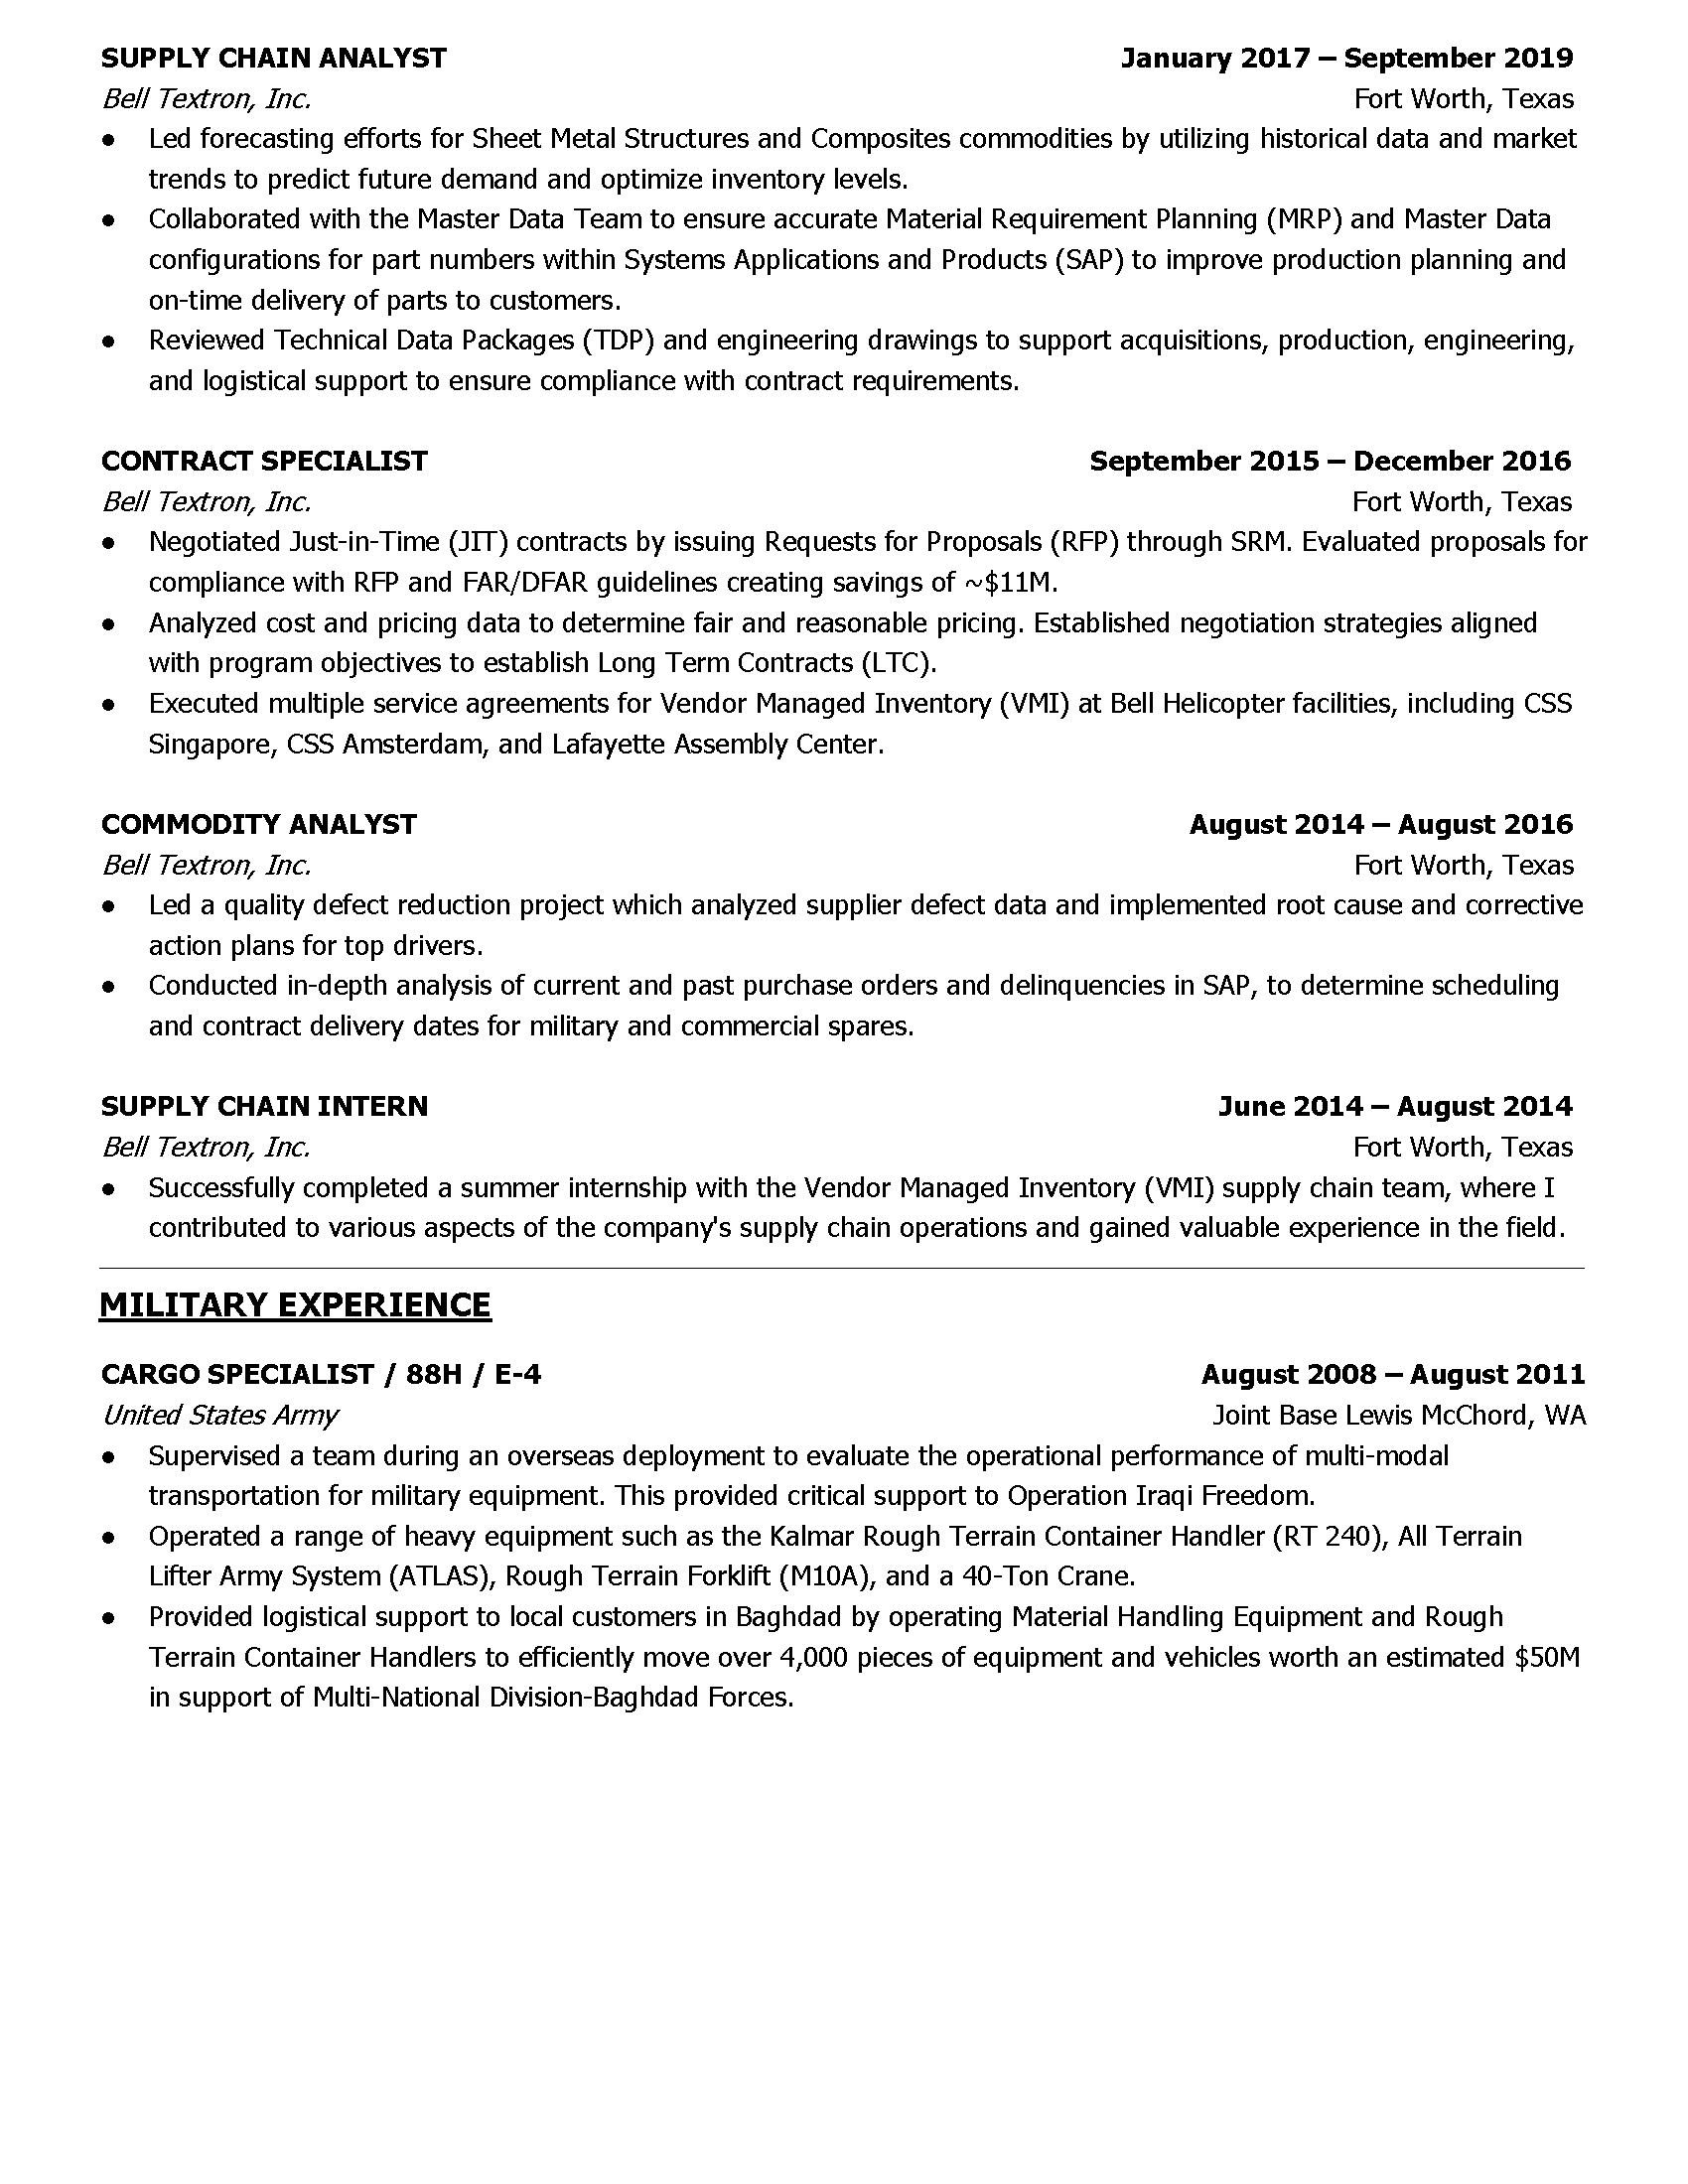 SUPPLY CHAIN ANALYST January 2017 – September 2019
Bell Textron, Inc. Fort Worth, Texas
● Led forecasting efforts for Sheet Metal Structures and Composites commodities by utilizing historical data and market
trends to predict future demand and optimize inventory levels.
● Collaborated with the Master Data Team to ensure accurate Material Requirement Planning (MRP) and Master Data
configurations for part numbers within Systems Applications and Products (SAP) to improve production planning and
on-time delivery of parts to customers.
● Reviewed Technical Data Packages (TDP) and engineering drawings to support acquisitions, production, engineering,
and logistical support to ensure compliance with contract requirements.
CONTRACT SPECIALIST September 2015 – December 2016
Bell Textron, Inc. Fort Worth, Texas
● Negotiated Just-in-Time (JIT) contracts by issuing Requests for Proposals (RFP) through SRM. Evaluated proposals for
compliance with RFP and FAR/DFAR guidelines creating savings of ~$11M.
● Analyzed cost and pricing data to determine fair and reasonable pricing. Established negotiation strategies aligned
with program objectives to establish Long Term Contracts (LTC).
● Executed multiple service agreements for Vendor Managed Inventory (VMI) at Bell Helicopter facilities, including CSS
Singapore, CSS Amsterdam, and Lafayette Assembly Center.
COMMODITY ANALYST August 2014 – August 2016
Bell Textron, Inc. Fort Worth, Texas
● Led a quality defect reduction project which analyzed supplier defect data and implemented root cause and corrective
action plans for top drivers.
● Conducted in-depth analysis of current and past purchase orders and delinquencies in SAP, to determine scheduling
and contract delivery dates for military and commercial spares.
SUPPLY CHAIN INTERN June 2014 – August 2014
Bell Textron, Inc. Fort Worth, Texas
● Successfully completed a summer internship with the Vendor Managed Inventory (VMI) supply chain team, where I
contributed to various aspects of the company's supply chain operations and gained valuable experience in the field.
MILITARY EXPERIENCE
CARGO SPECIALIST / 88H / E-4 August 2008 – August 2011
United States Army Joint Base Lewis McChord, WA
● Supervised a team during an overseas deployment to evaluate the operational performance of multi-modal
transportation for military equipment. This provided critical support to Operation Iraqi Freedom.
● Operated a range of heavy equipment such as the Kalmar Rough Terrain Container Handler (RT 240), All Terrain
Lifter Army System (ATLAS), Rough Terrain Forklift (M10A), and a 40-Ton Crane.
● Provided logistical support to local customers in Baghdad by operating Material Handling Equipment and Rough
Terrain Container Handlers to efficiently move over 4,000 pieces of equipment and vehicles worth an estimated $50M
in support of Multi-National Division-Baghdad Forces.